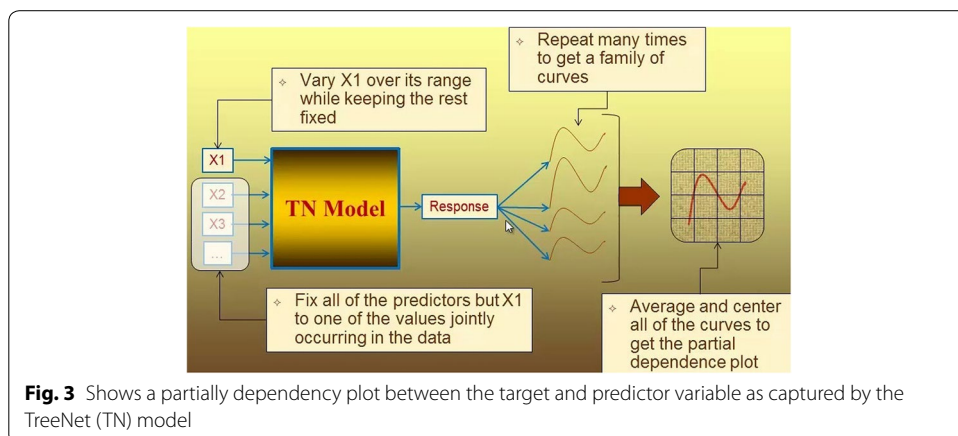 ✧ Repeat many times
to get a family of
curves
✧ Vary X1 over its range
while keeping the rest
fixed
X1
X2
X3
...
TN Model
Response
✧ Fix all of the predictors but X1
to one of the values jointly
occurring in the data
✧ Average and center
all of the curves to
get the partial
dependence plot
Fig. 3 Shows a partially dependency plot between the target and predictor variable as captured by the
TreeNet (TN) model